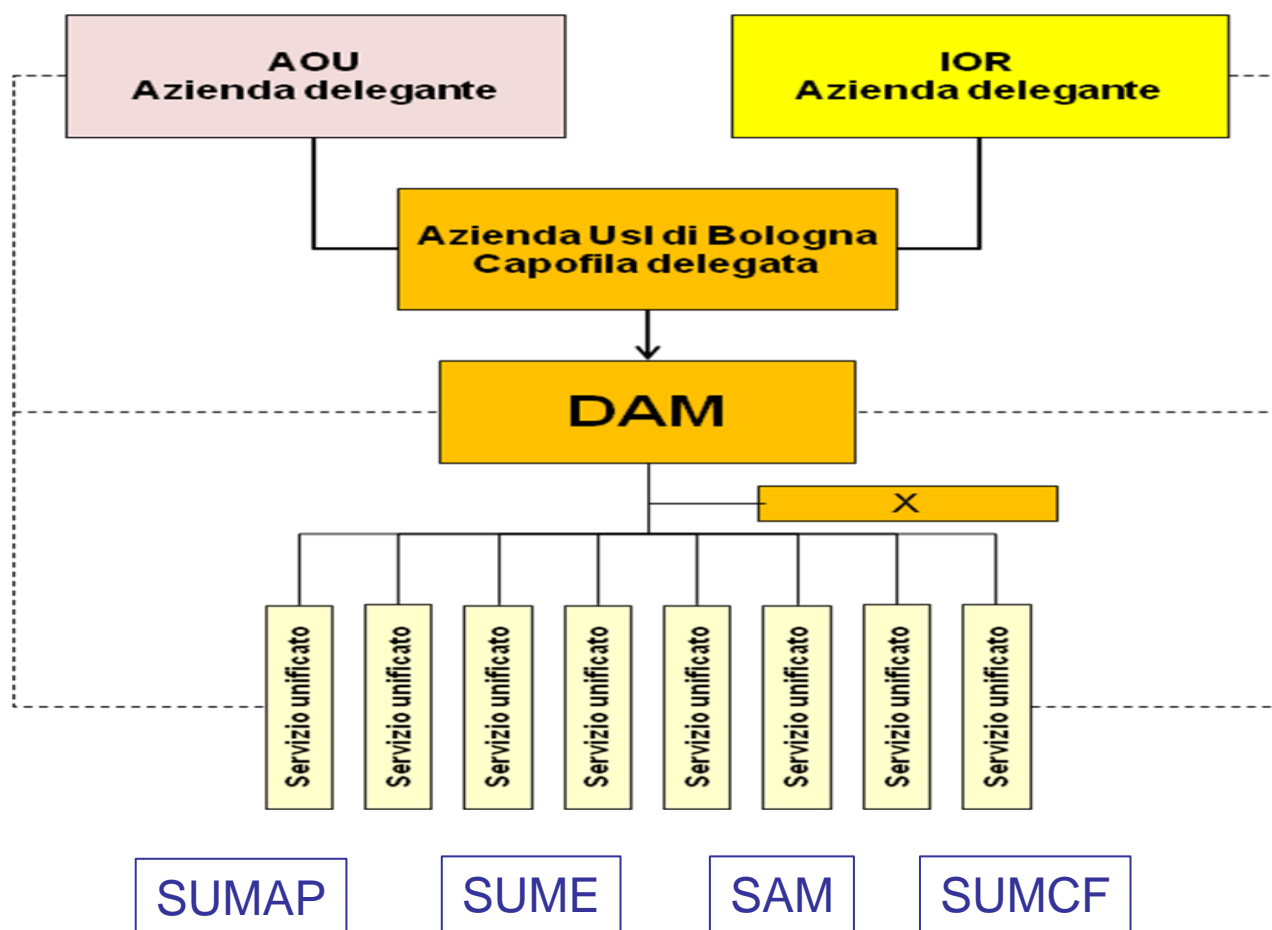 AOU
Azienda delegante
IOR
Azienda delegante
Azienda Usl di Bologna
Capofila delegata
DAM
X
Servizio unificato
Servizio unificato
Servizio unificato
Servizio unificato
Servizio unificato
Servizio unificato
Servizio unificato
Servizio unificato
SUMAP
SUME
SAM
SUMCF